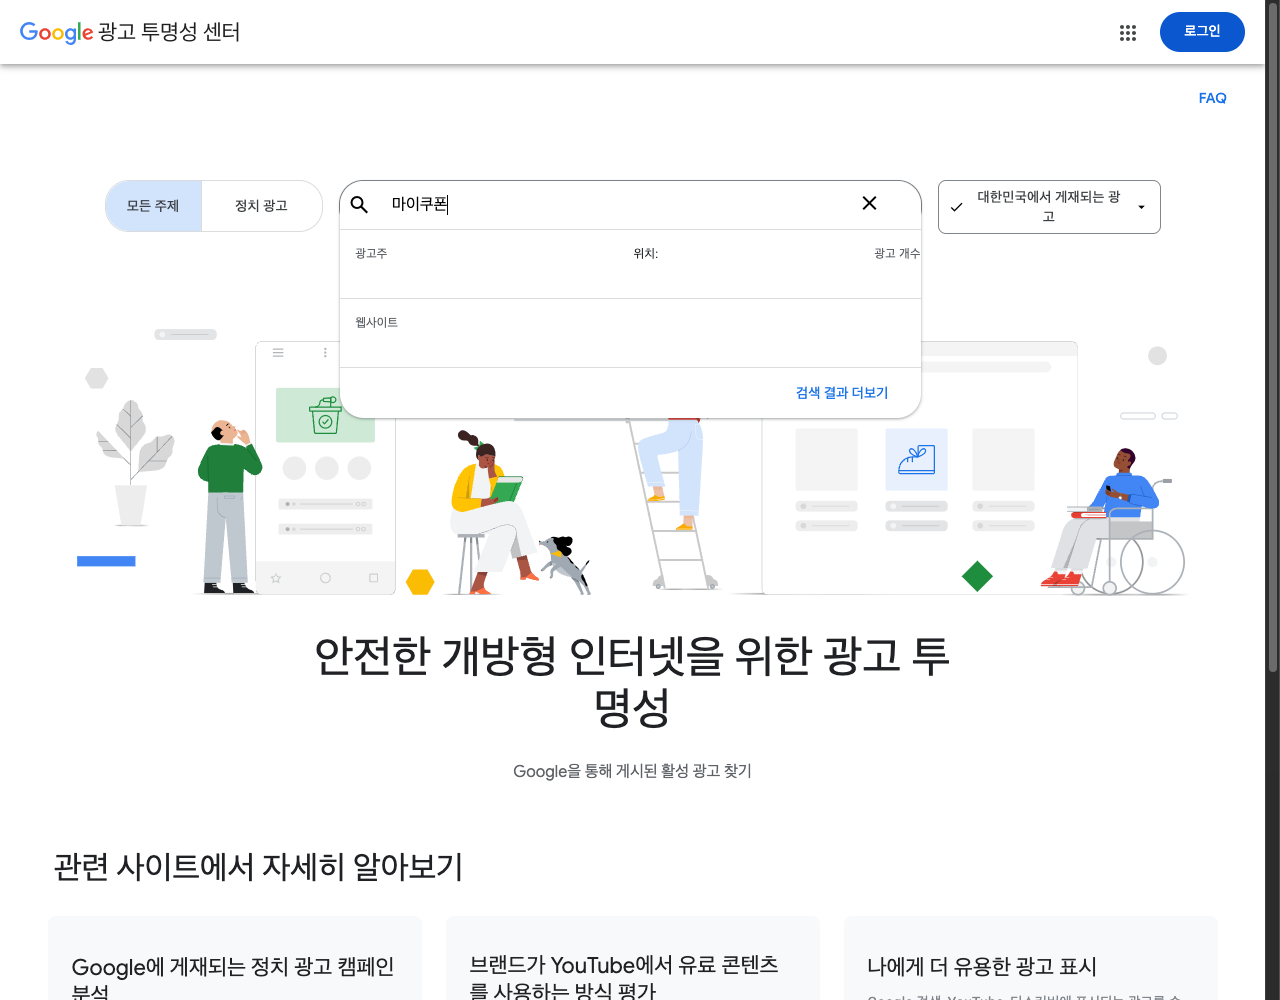 Google 광고 투명성 센터
로그인
FAQ
모든 주제
정치 광고
마이쿠폰
대한민국에서 게재되는 광
고
광고주
위치:
광고 개수
웹사이트
검색 결과 더보기
안전한 개방형 인터넷을 위한 광고 투
명성
Google을 통해 게시된 활성 광고 찾기
관련 사이트에서 자세히 알아보기
Google에 게재되는 정치 광고 캠페인
분석
브랜드가 YouTube에서 유료 콘텐츠
를 사용하는 방식 평가
나에게 더 유용한 광고 표시